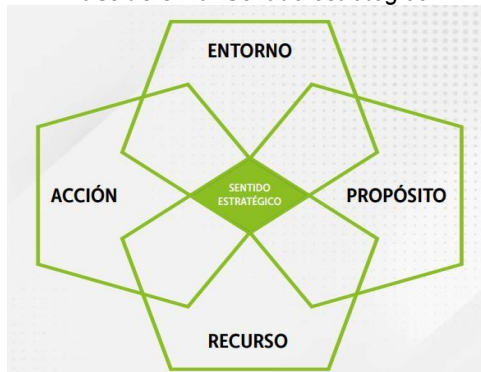 ENTORNO
ACCIÓN
SENTIDO
ESTRATÉGICO
PROPÓSITO
RECURSO